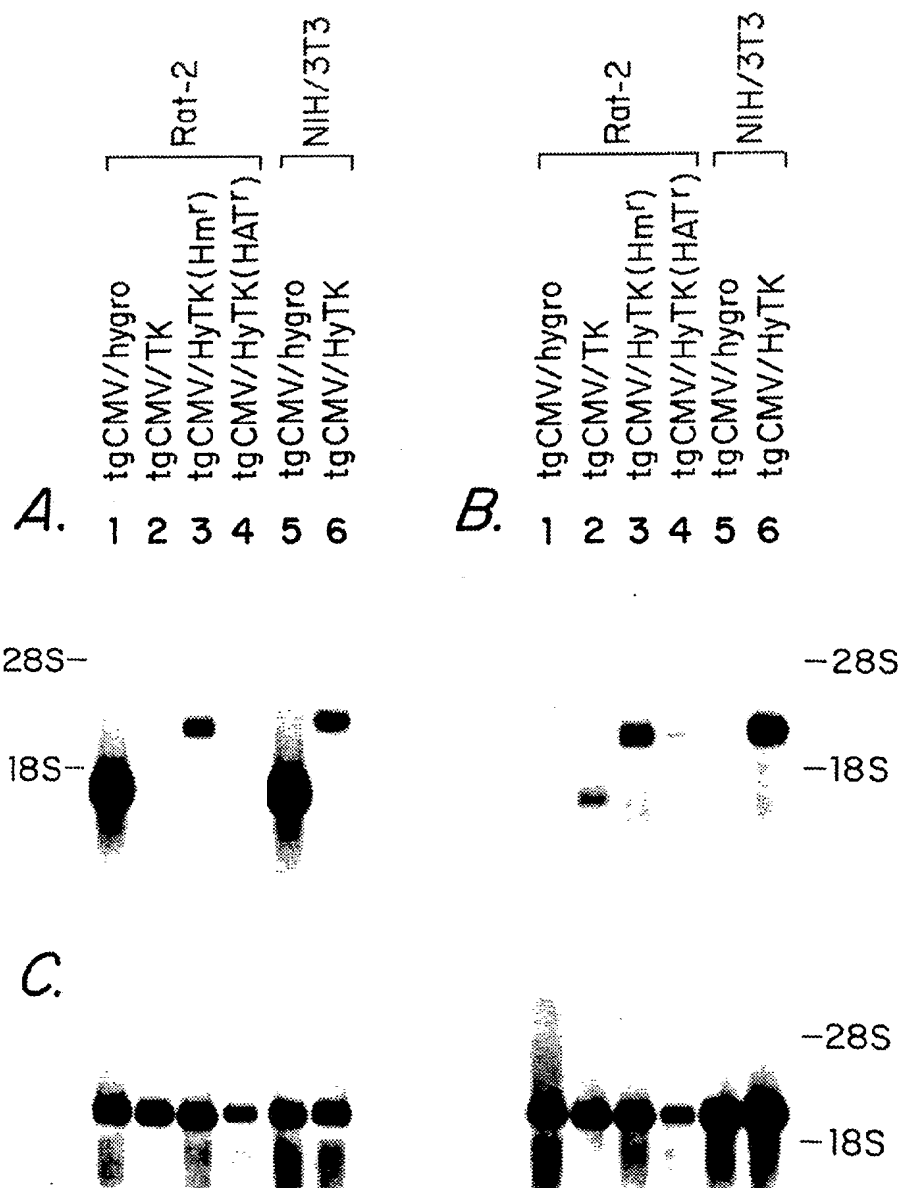 Rat-2
NIH/3T3
tgCMV/hygro
tgCMV/TK
tgCMV/HyTK(Hmʳ)
tgCMV/HyTK(HATʳ)
tgCMV/hygro
tgCMV/HyTK
A.
1 2 3 4 5 6
28S-
18S-
Rat-2
NIH/3T3
tgCMV/hygro
tgCMV/TK
tgCMV/HyTK(Hmʳ)
tgCMV/HyTK(HATʳ)
tgCMV/hygro
tgCMV/HyTK
B.
1 2 3 4 5 6
-28S
-18S
C.
-28S
-18S